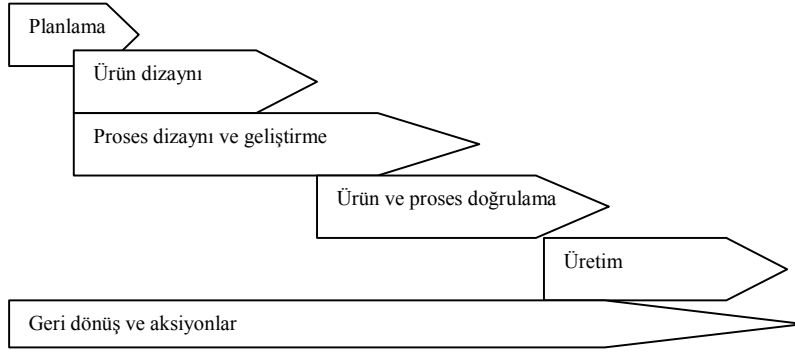 Planlama
Ürün dizaynı
Proses dizaynı ve geliştirme
Ürün ve proses doğrulama
Üretim
Geri dönüş ve aksiyonlar